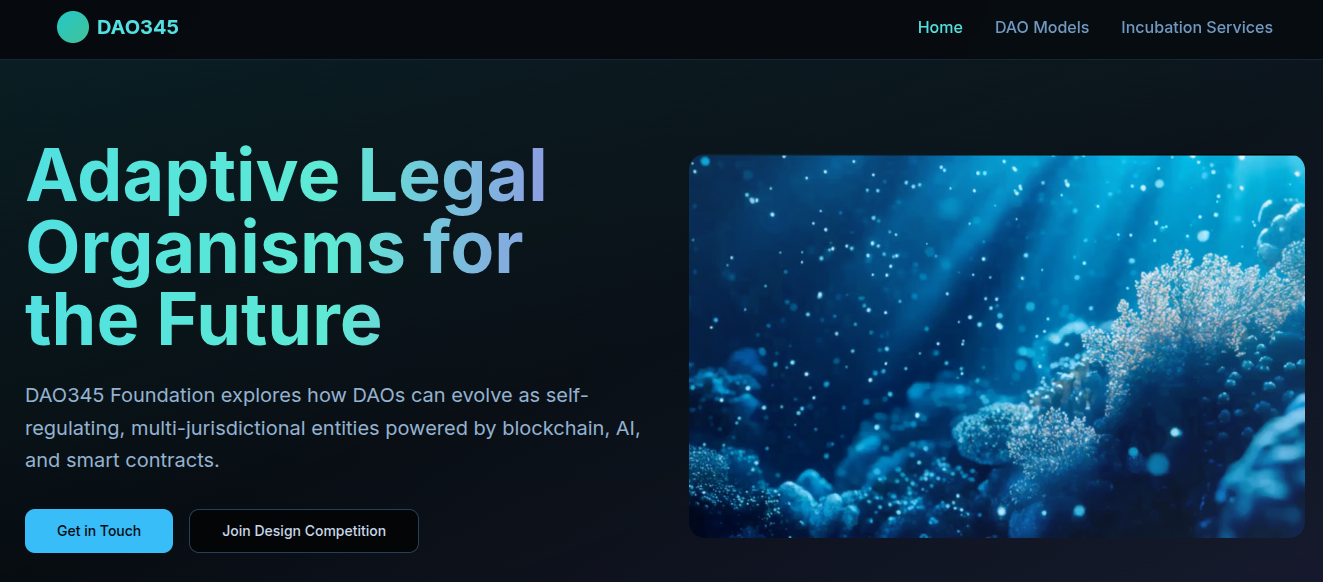 DAO345
Home
DAO Models
Incubation Services
Adaptive Legal
Organisms for
the Future
DAO345 Foundation explores how DAOs can evolve as self-
regulating, multi-jurisdictional entities powered by blockchain, AI,
and smart contracts.
Get in Touch
Join Design Competition